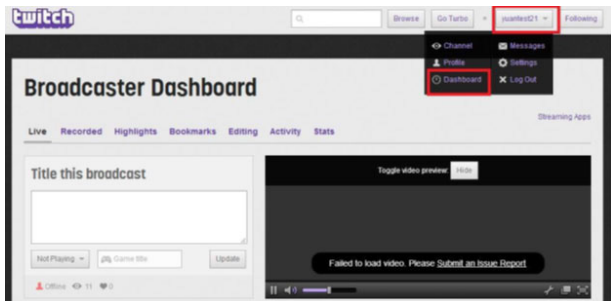 twitch
Browse Go Turbo yuantest21 Following
Channel Messages
Profile Settings
Dashboard Log Out
Broadcaster Dashboard
Streaming Apps
Live Recorded Highlights Bookmarks Editing Activity Stats
Title this broadcast
Toggle video preview: Hide
Not Playing Game title Update
Failed to load video. Please Submit an Issue Report
Offline 11 0